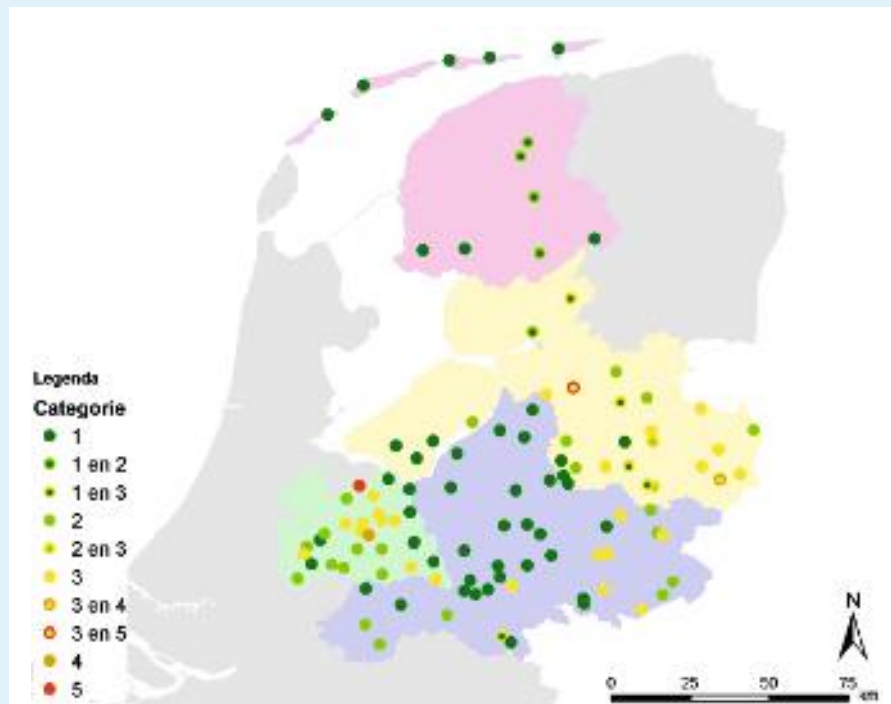 Legenda
Categorie
1
1 en 2
1 en 3
2
2 en 3
3
3 en 4
3 en 5
4
5
N
0 25 50 75
km